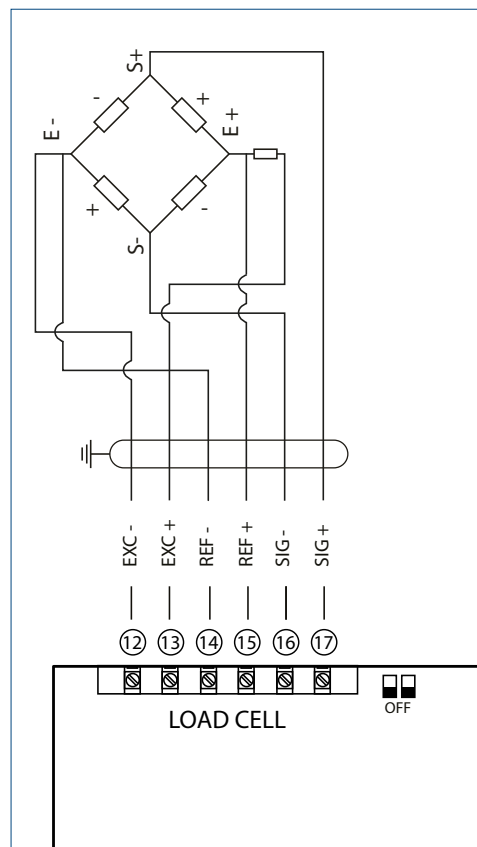 S+
- +
E - E +
+ -
S-
EXC - EXC + REF - REF + SIG - SIG +
12 13 14 15 16 17
OFF
LOAD CELL